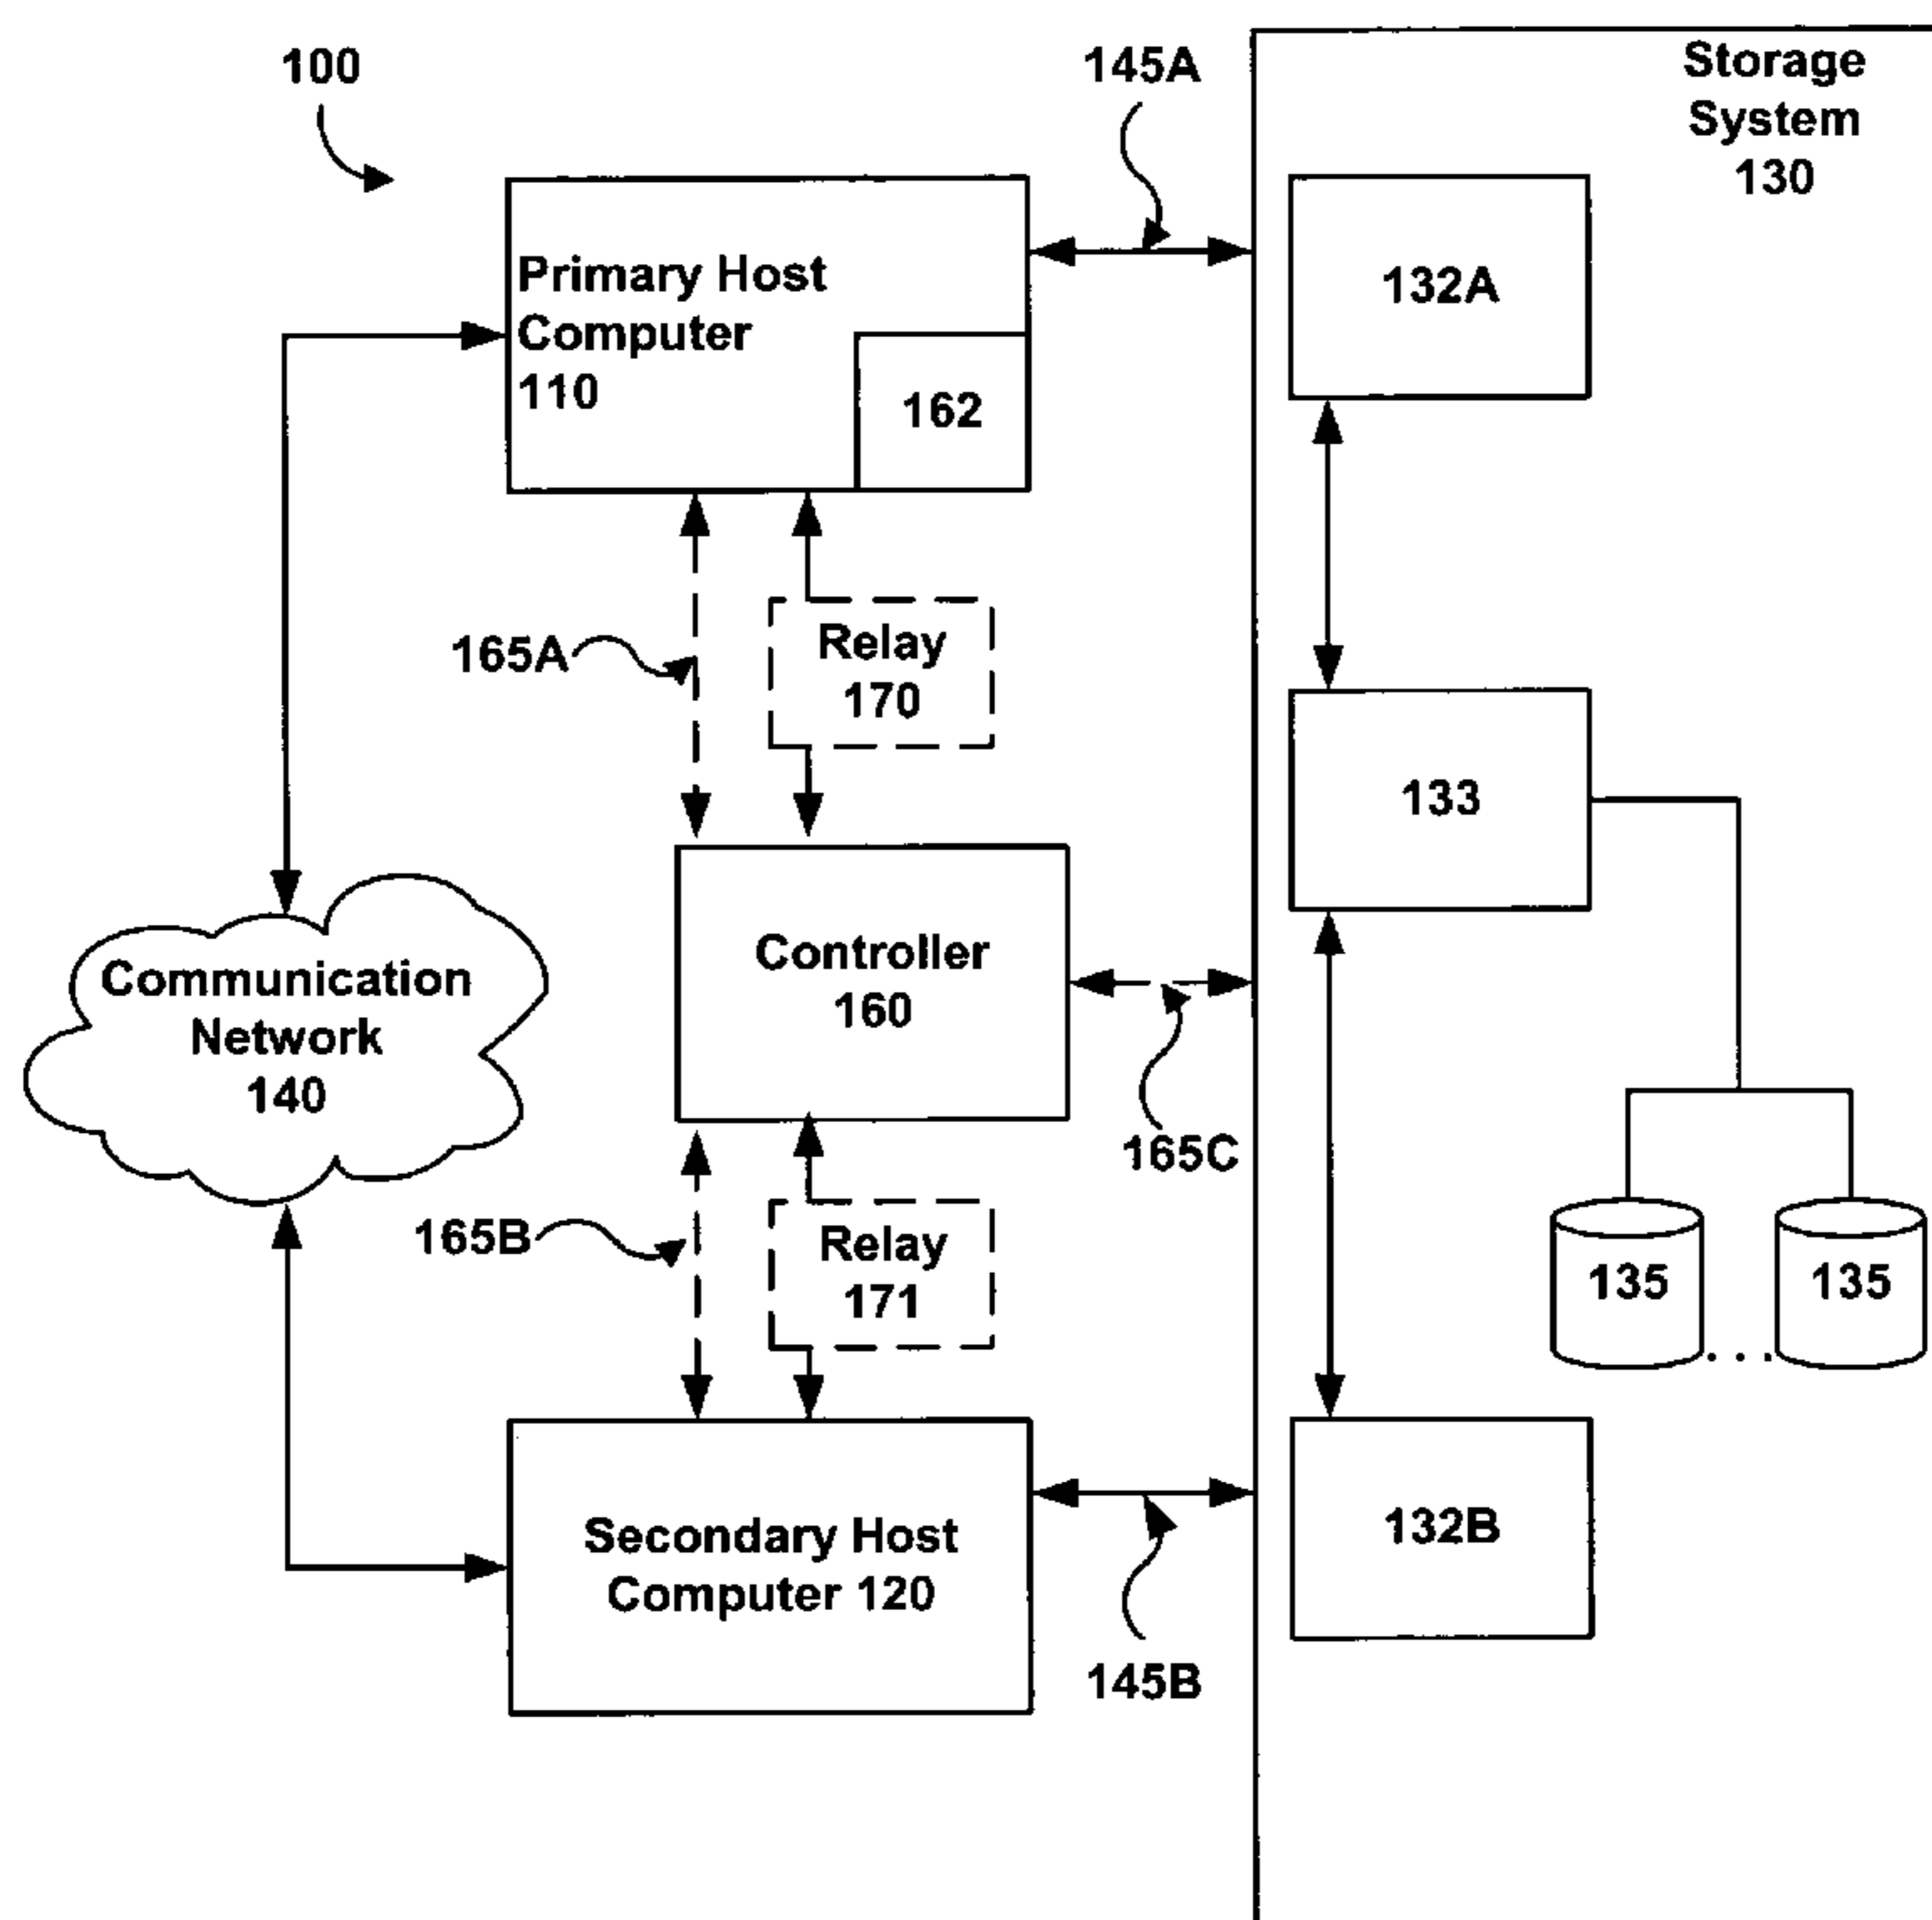 100
145A
Storage
System
130
Primary Host
Computer
110
162
132A
165A
Relay
170
133
Communication
Network
140
Controller
160
165C
165B
Relay
171
135
135
. . .
Secondary Host
Computer 120
132B
145B